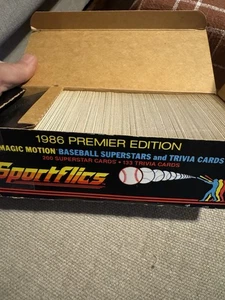 1986 PREMIER EDITION
MAGIC MOTION BASEBALL SUPERSTARS and TRIVIA CARDS
200 SUPERSTAR CARDS • 133 TRIVIA CARDS
Sportflics